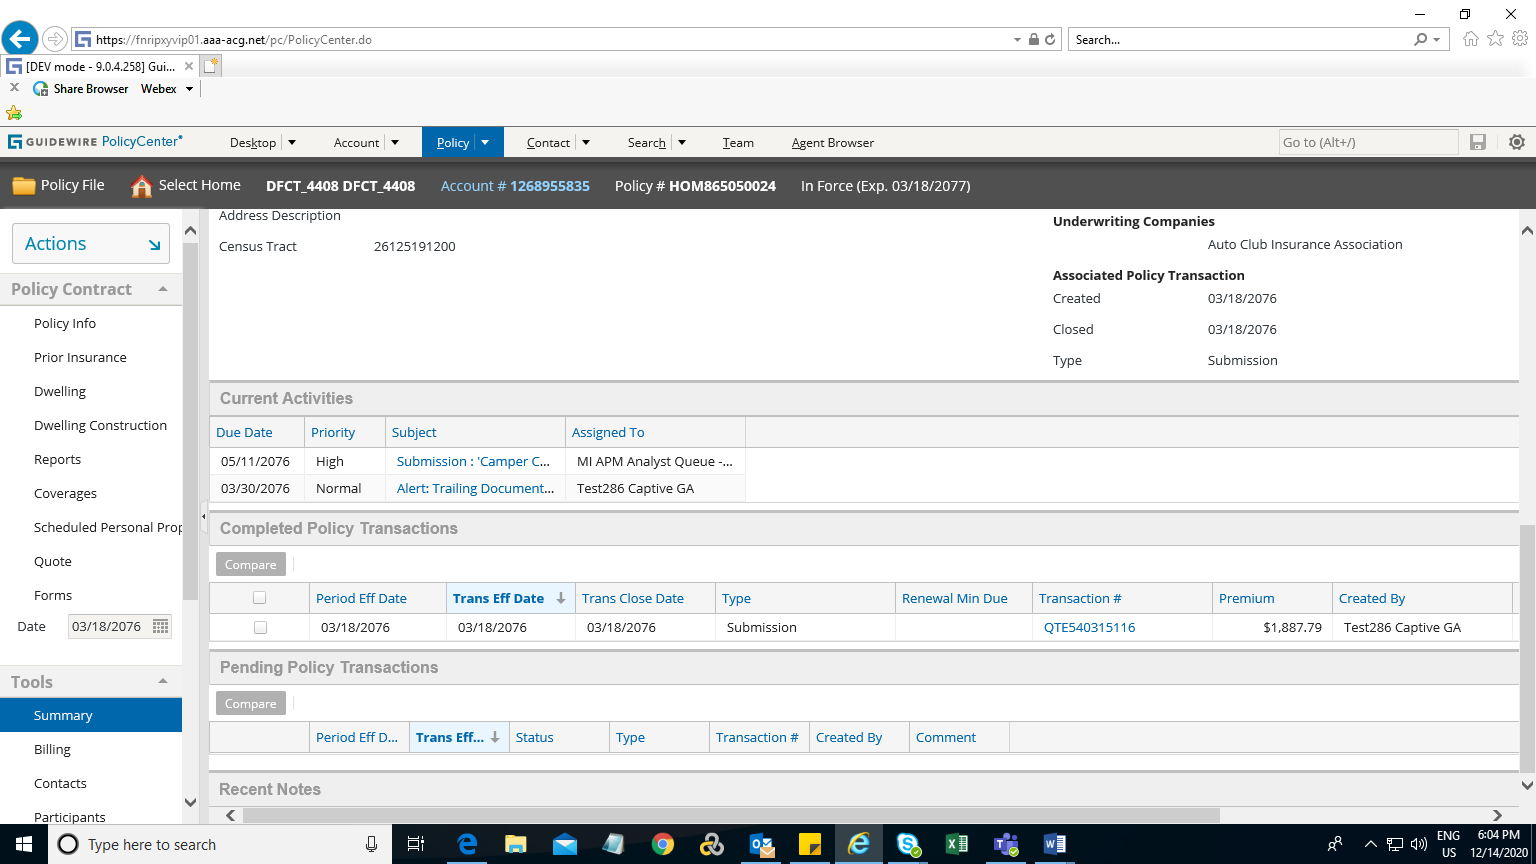 https://fnripxyvip01.aaa-acg.net/pc/PolicyCenter.do
Search...
[DEV mode - 9.0.4.258] Gui...
Share Browser Webex
GUIDEWIRE PolicyCenter®
Desktop Account Policy Contact Search Team Agent Browser
Go to (Alt+/)
Policy File Select Home DFCT_4408 DFCT_4408 Account # 1268955835 Policy # HOM865050024 In Force (Exp. 03/18/2077)
Actions
Policy Contract
Policy Info
Prior Insurance
Dwelling
Dwelling Construction
Reports
Coverages
Scheduled Personal Prop
Quote
Forms
Date 03/18/2076
Tools
Summary
Billing
Contacts
Participants
Address Description
Census Tract 26125191200
Underwriting Companies
Auto Club Insurance Association
Associated Policy Transaction
Created 03/18/2076
Closed 03/18/2076
Type Submission
Current Activities
Due Date Priority Subject Assigned To
05/11/2076 High Submission : 'Camper C... MI APM Analyst Queue -...
03/30/2076 Normal Alert: Trailing Document... Test286 Captive GA
Completed Policy Transactions
Compare
Period Eff Date Trans Eff Date Trans Close Date Type Renewal Min Due Transaction # Premium Created By
03/18/2076 03/18/2076 03/18/2076 Submission QTE540315116 $1,887.79 Test286 Captive GA
Pending Policy Transactions
Compare
Period Eff D... Trans Eff... Status Type Transaction # Created By Comment
Recent Notes
Type here to search
ENG
US
6:04 PM
12/14/2020